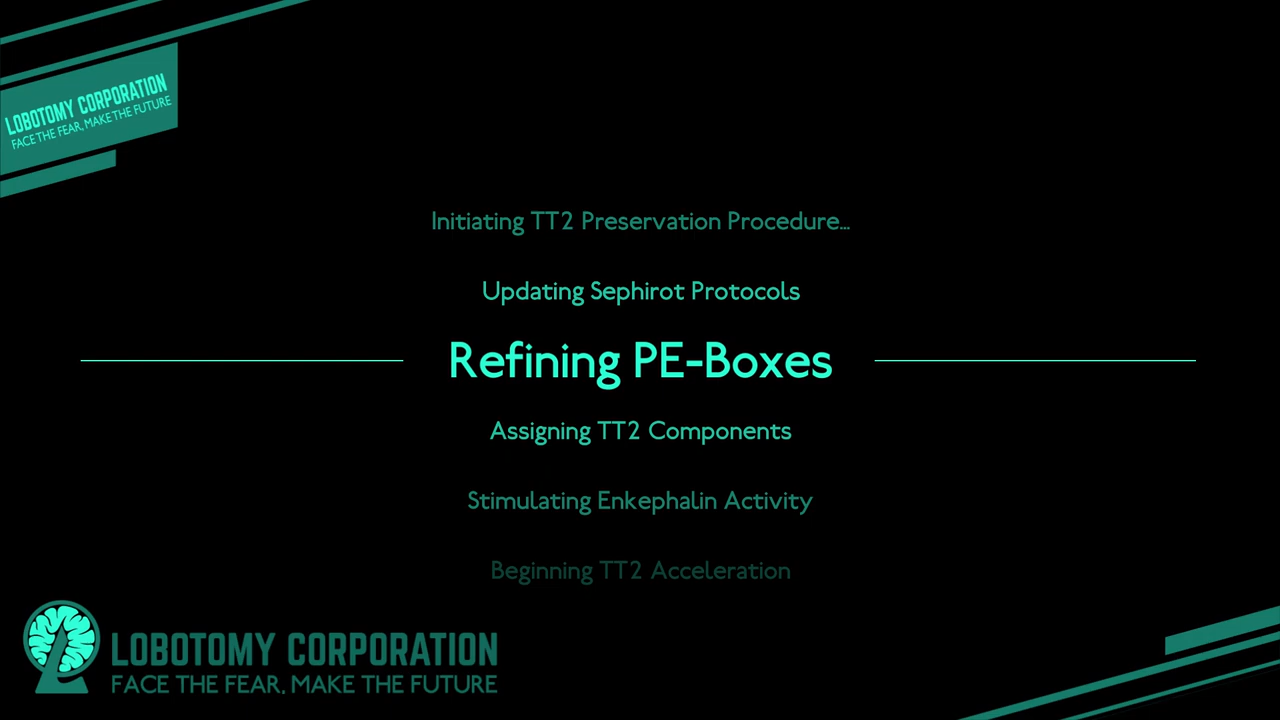 LOBOTOMY CORPORATION
FACE THE FEAR, MAKE THE FUTURE
Initiating TT2 Preservation Procedure...
Updating Sephirot Protocols
Refining PE-Boxes
Assigning TT2 Components
Stimulating Enkephalin Activity
Beginning TT2 Acceleration
LOBOTOMY CORPORATION
FACE THE FEAR, MAKE THE FUTURE